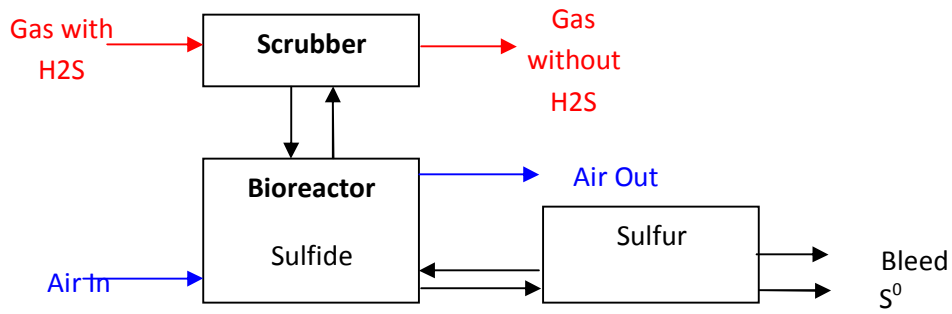 Gas with
H2S
Scrubber
Gas
without
H2S
Bioreactor
Sulfide
Air Out
Sulfur
Air In
Bleed
S⁰